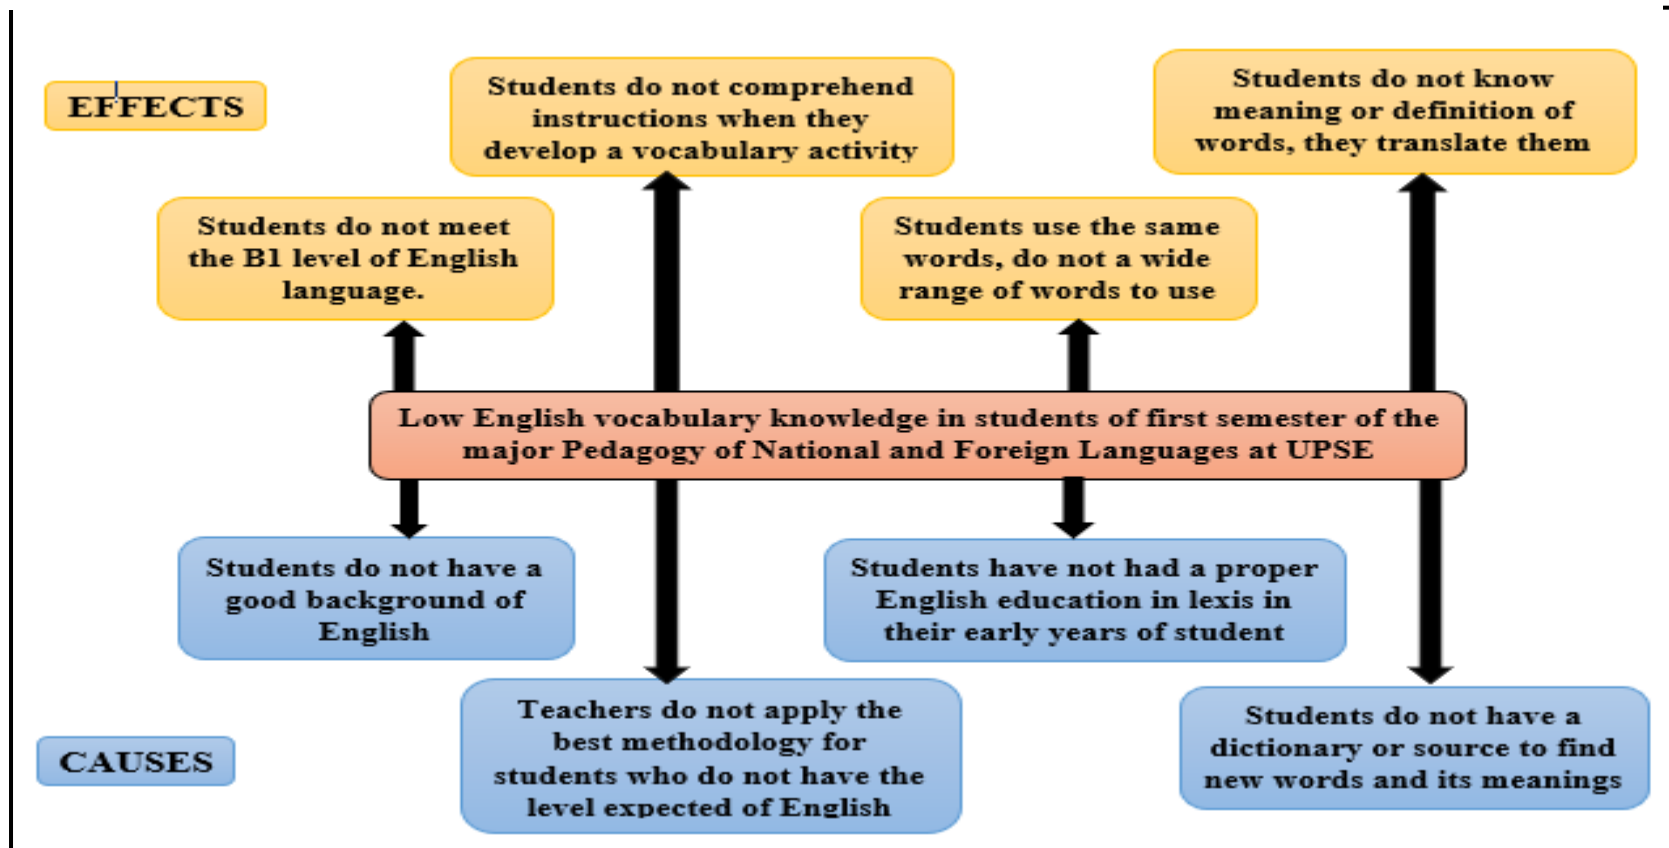 EFFECTS
Students do not comprehend
instructions when they
develop a vocabulary activity
Students do not know
meaning or definition of
words, they translate them
Students do not meet
the B1 level of English
language.
Students use the same
words, do not a wide
range of words to use
Low English vocabulary knowledge in students of first semester of the
major Pedagogy of National and Foreign Languages at UPSE
Students do not have a
good background of
English
Students have not had a proper
English education in lexis in
their early years of student
Teachers do not apply the
best methodology for
students who do not have the
level expected of English
Students do not have a
dictionary or source to find
new words and its meanings
CAUSES